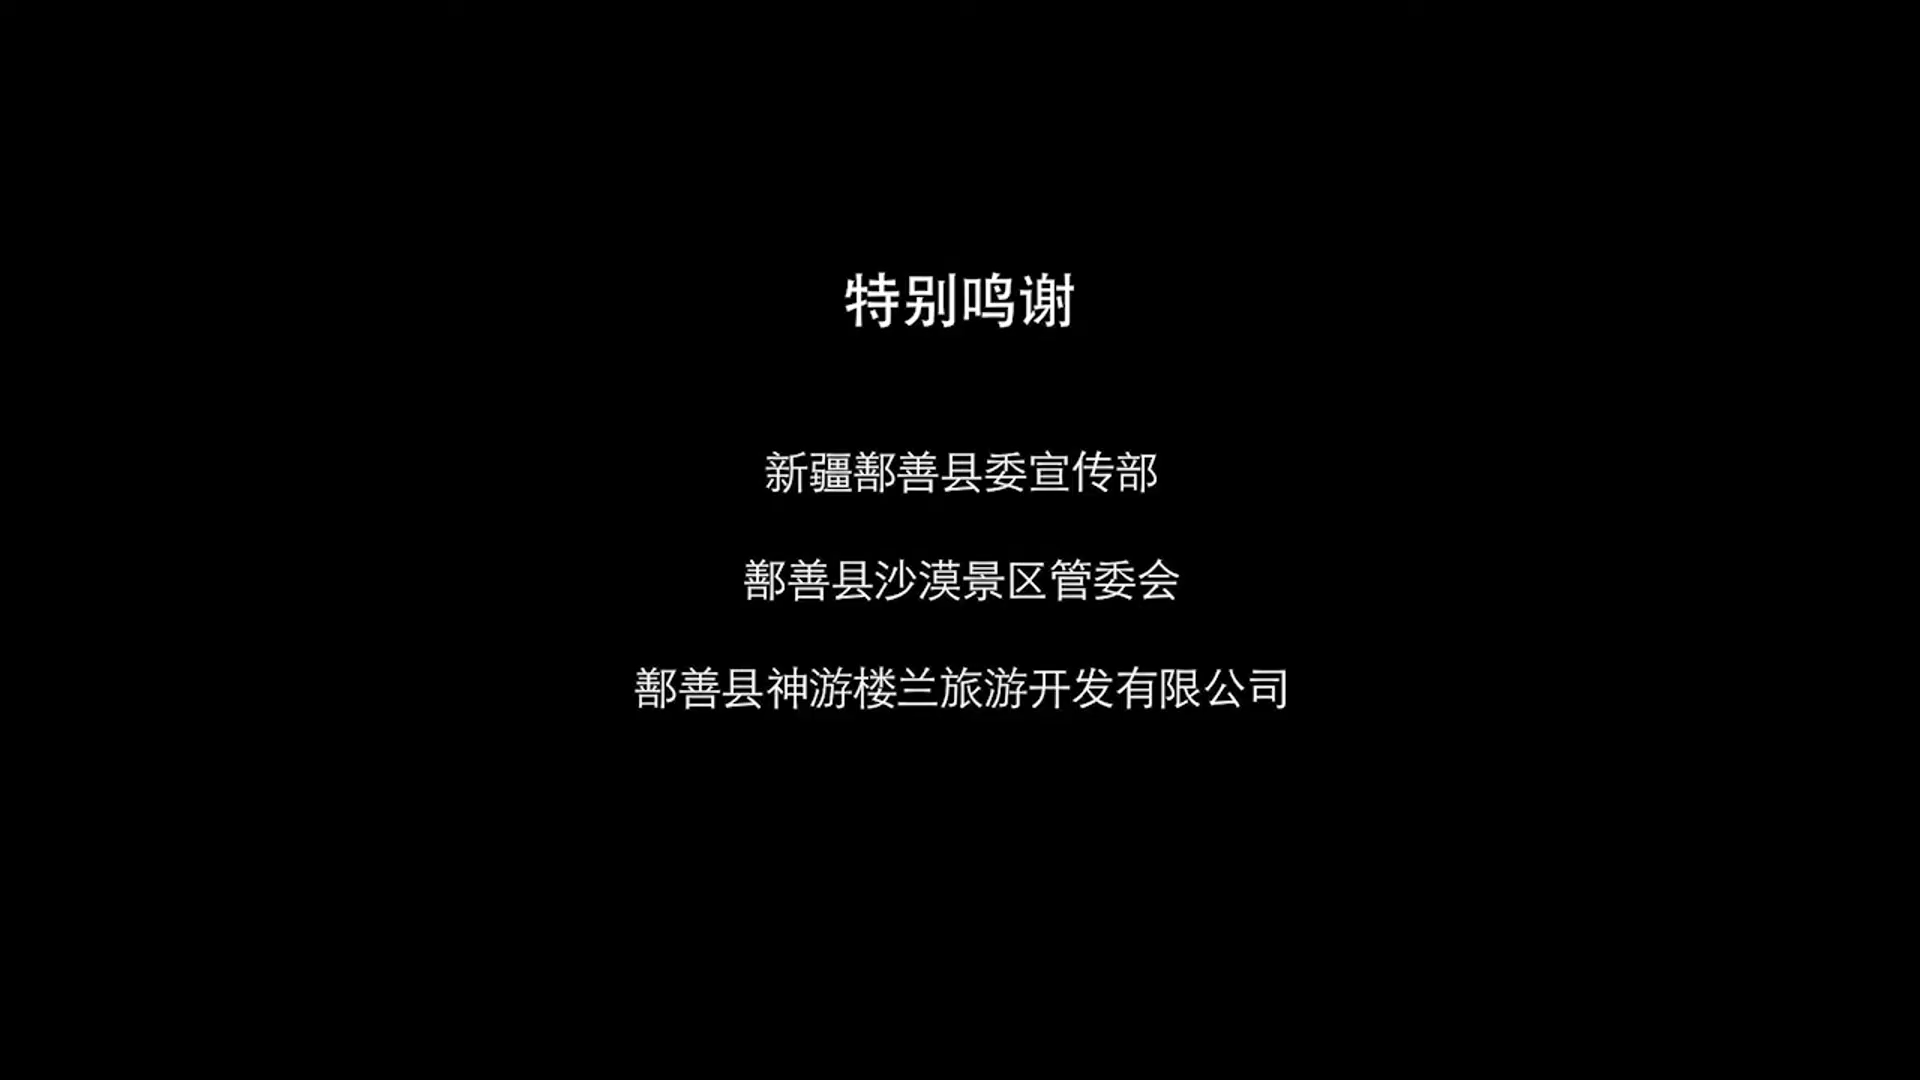 特别鸣谢
新疆鄯善县委宣传部
鄯善县沙漠景区管委会
鄯善县神游楼兰旅游开发有限公司